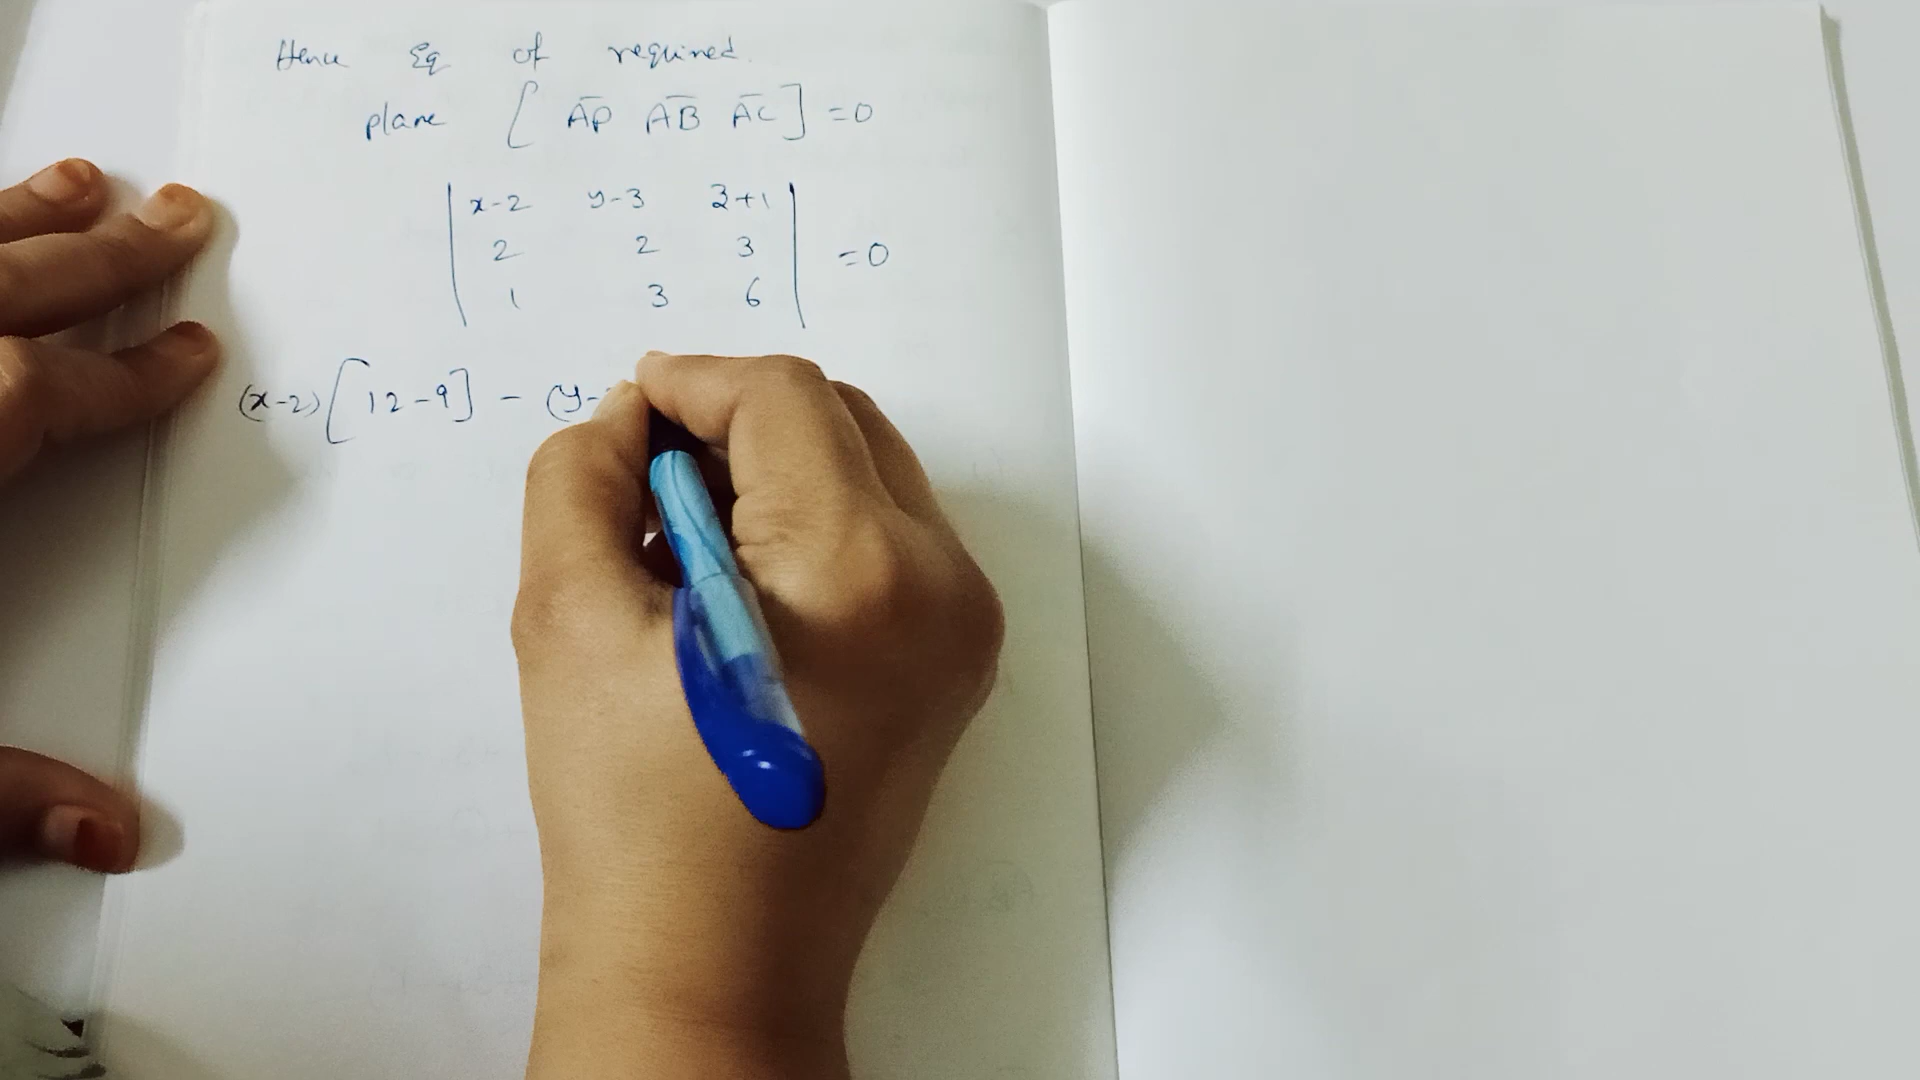 Hence Eq of required
plane [ A̅P̅ A̅B̅ A̅C̅ ] =0
| x-2 y-3 z+1 |
| 2 2 3 | =0
| 1 3 6 |
(x-2) [12-9] - (y-